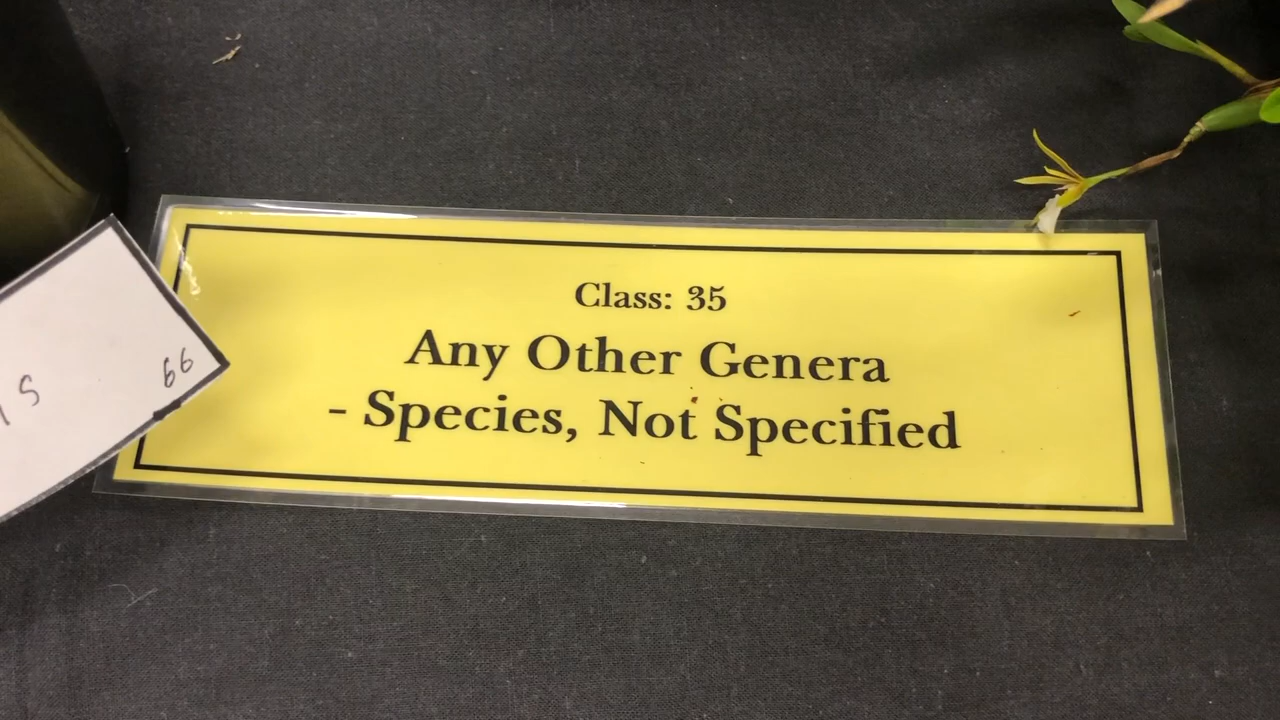 Class: 35
Any Other Genera
- Species, Not Specified
66